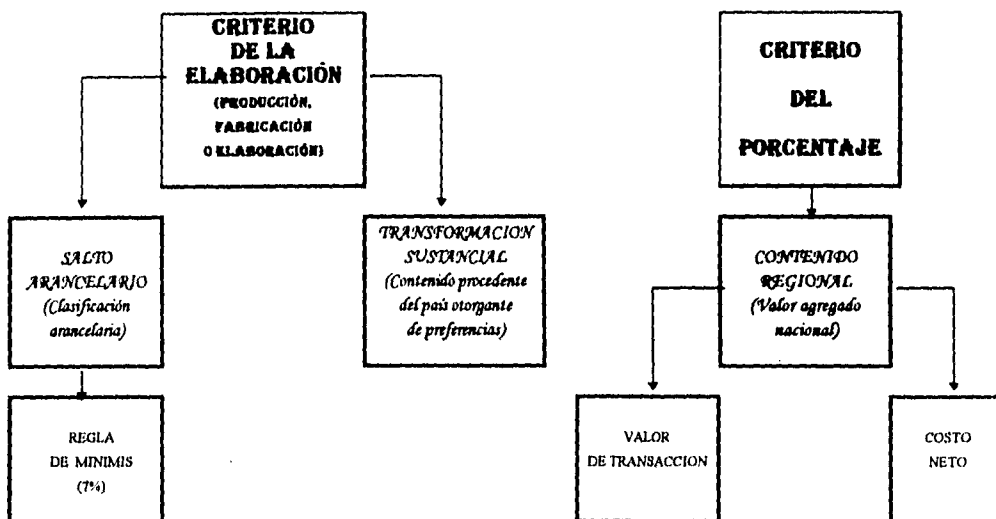 CRITERIO
DE LA
ELABORACIÓN
(PRODUCCIÓN,
FABRICACIÓN
O ELABORACIÓN)
CRITERIO
DEL
PORCENTAJE
SALTO
ARANCELARIO
(Clasificación
arancelaria)
TRANSFORMACION
SUSTANCIAL
(Contenido procedente
del país otorgante
de preferencias)
CONTENIDO
REGIONAL
(Valor agregado
nacional)
REGLA
DE MINIMIS
(7%)
VALOR
DE TRANSACCION
COSTO
NETO